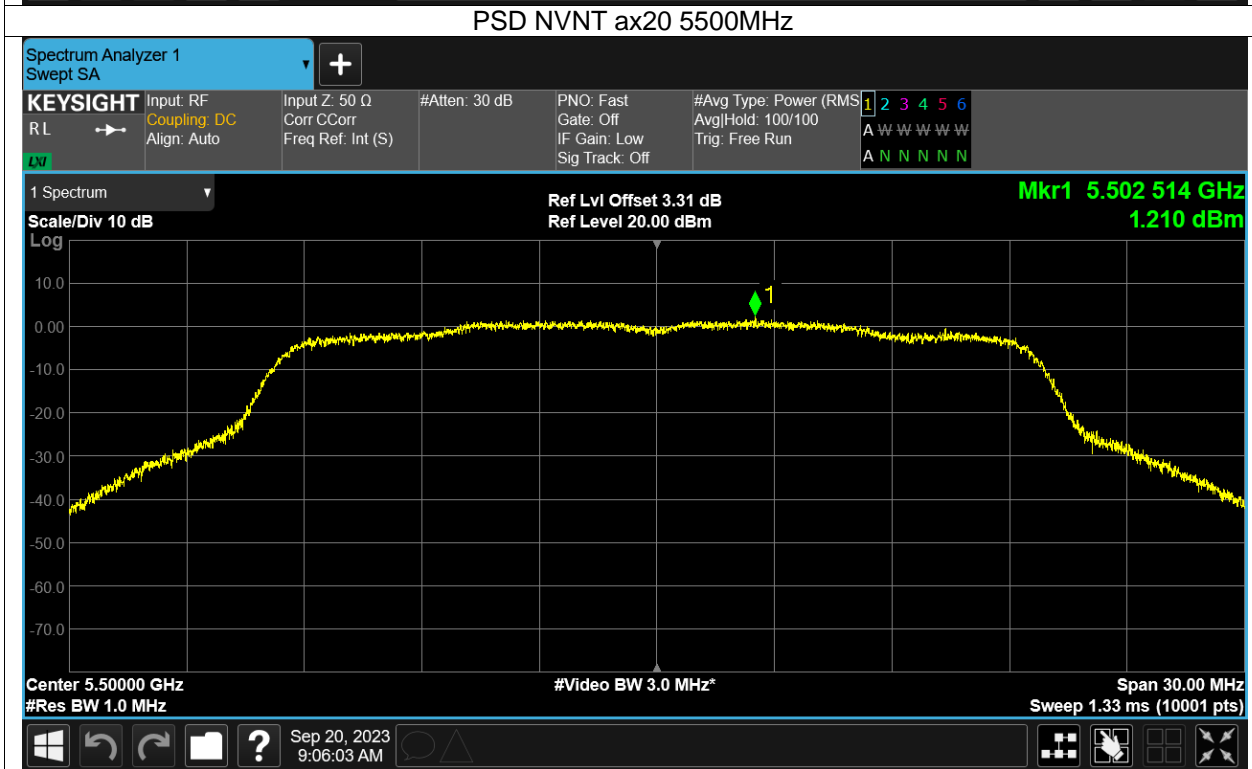 PSD NVNT ax20 5500MHz
Spectrum Analyzer 1
Swept SA
KEYSIGHT
R L
LXI
Input: RF
Coupling: DC
Align: Auto
Input Z: 50 Ω
Corr CCorr
Freq Ref: Int (S)
#Atten: 30 dB
PNO: Fast
Gate: Off
IF Gain: Low
Sig Track: Off
#Avg Type: Power (RMS
Avg|Hold: 100/100
Trig: Free Run
1 2 3 4 5 6
A W W W W W
A N N N N N
1 Spectrum
Scale/Div 10 dB
Log
Ref Lvl Offset 3.31 dB
Ref Level 20.00 dBm
Mkr1 5.502 514 GHz
1.210 dBm
1
10.0
0.00
-10.0
-20.0
-30.0
-40.0
-50.0
-60.0
-70.0
Center 5.50000 GHz
#Res BW 1.0 MHz
#Video BW 3.0 MHz*
Span 30.00 MHz
Sweep 1.33 ms (10001 pts)
?
Sep 20, 2023
9:06:03 AM